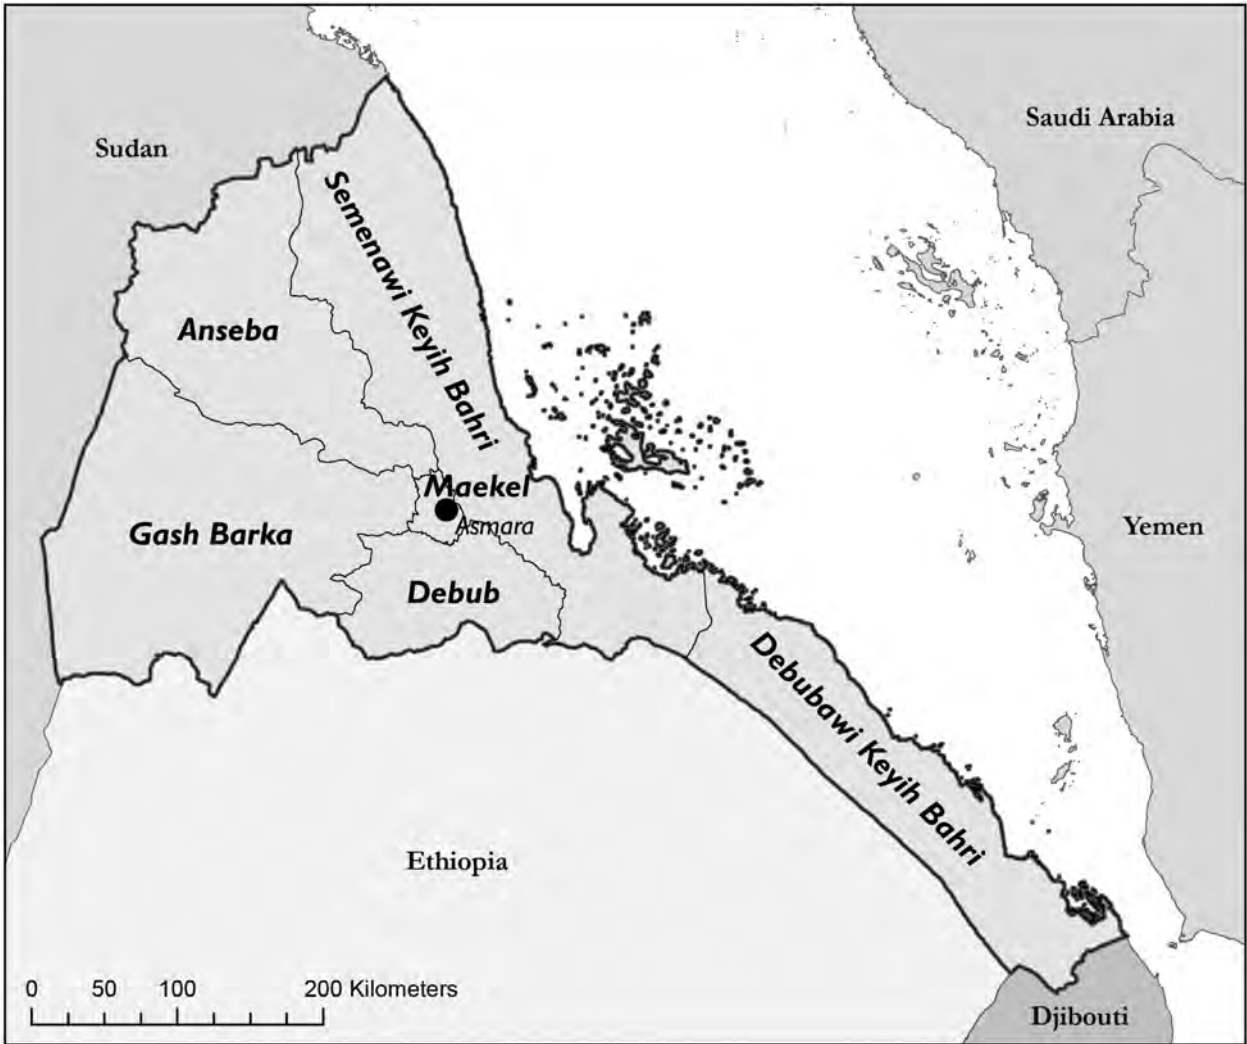 Saudi Arabia
Sudan
Semenawi Keyih Bahri
Anseba
Maekel
Asmara
Gash Barka
Yemen
Debub
Debubawi Keyih Bahri
Ethiopia
0 50 100 200 Kilometers
Djibouti